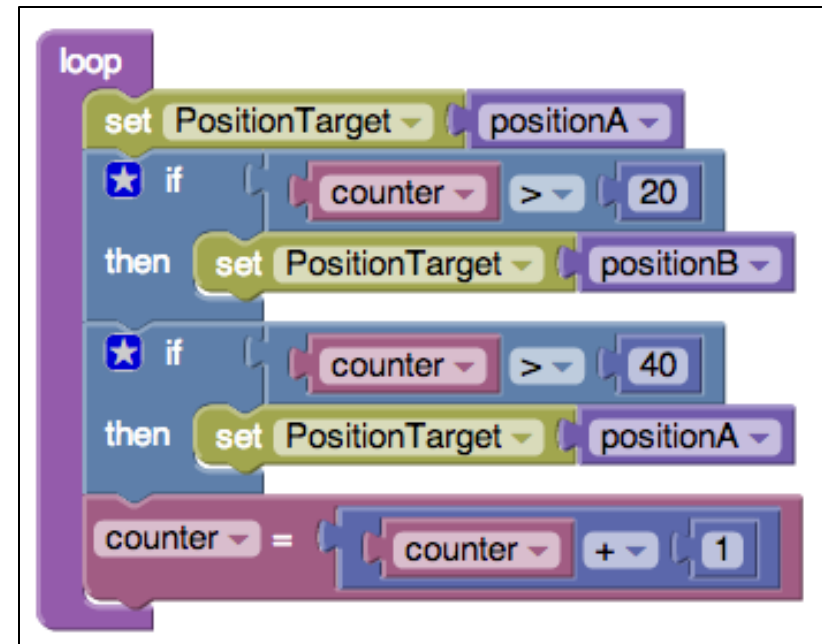 loop
set PositionTarget positionA
if counter > 20
then set PositionTarget positionB
if counter > 40
then set PositionTarget positionA
counter = counter + 1